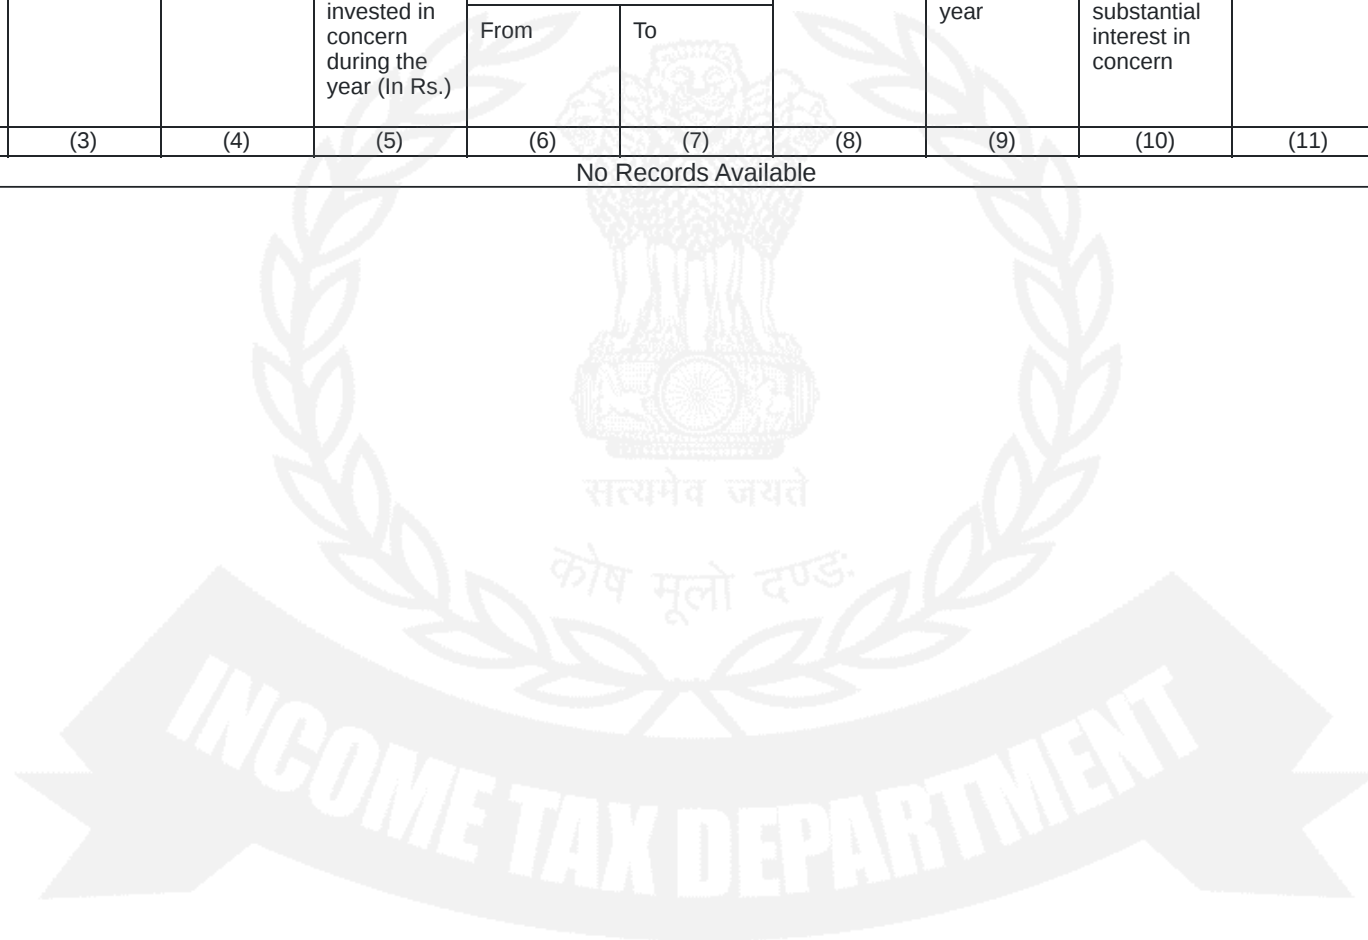 invested in
concern
during the
year (In Rs.)
From
To
year
substantial
interest in
concern
(3) (4) (5) (6) (7) (8) (9) (10) (11)
No Records Available
सत्यमेव जयते
कोष मूलो दण्डः
INCOME TAX DEPARTMENT